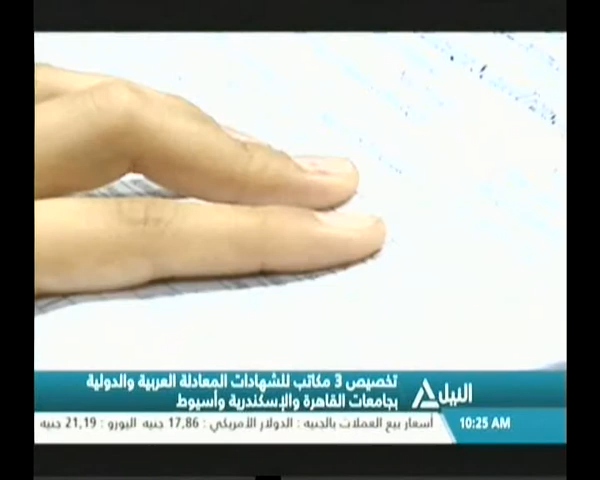 تخصيص 3 مكاتب للشهادات المعادلة العربية والدولية
بجامعات القاهرة والإسكندرية وأسيوط
النيل
أسعار بيع العملات بالجنيه : الدولار الأمريكي : 17,86 جنيه اليورو : 21,19 جنيه
10:25 AM